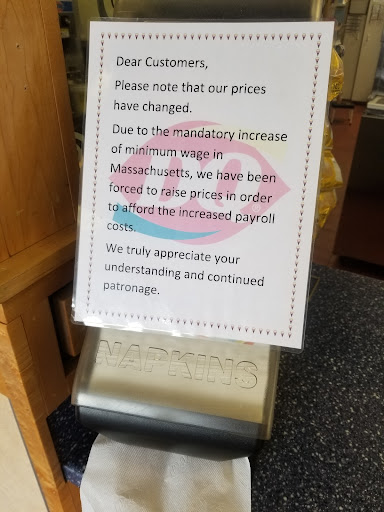 Dear Customers,
Please note that our prices
have changed.
Due to the mandatory increase
of minimum wage in
Massachusetts, we have been
forced to raise prices in order
to afford the increased payroll
costs.
We truly appreciate your
understanding and continued
patronage.
DQ
NAPKINS